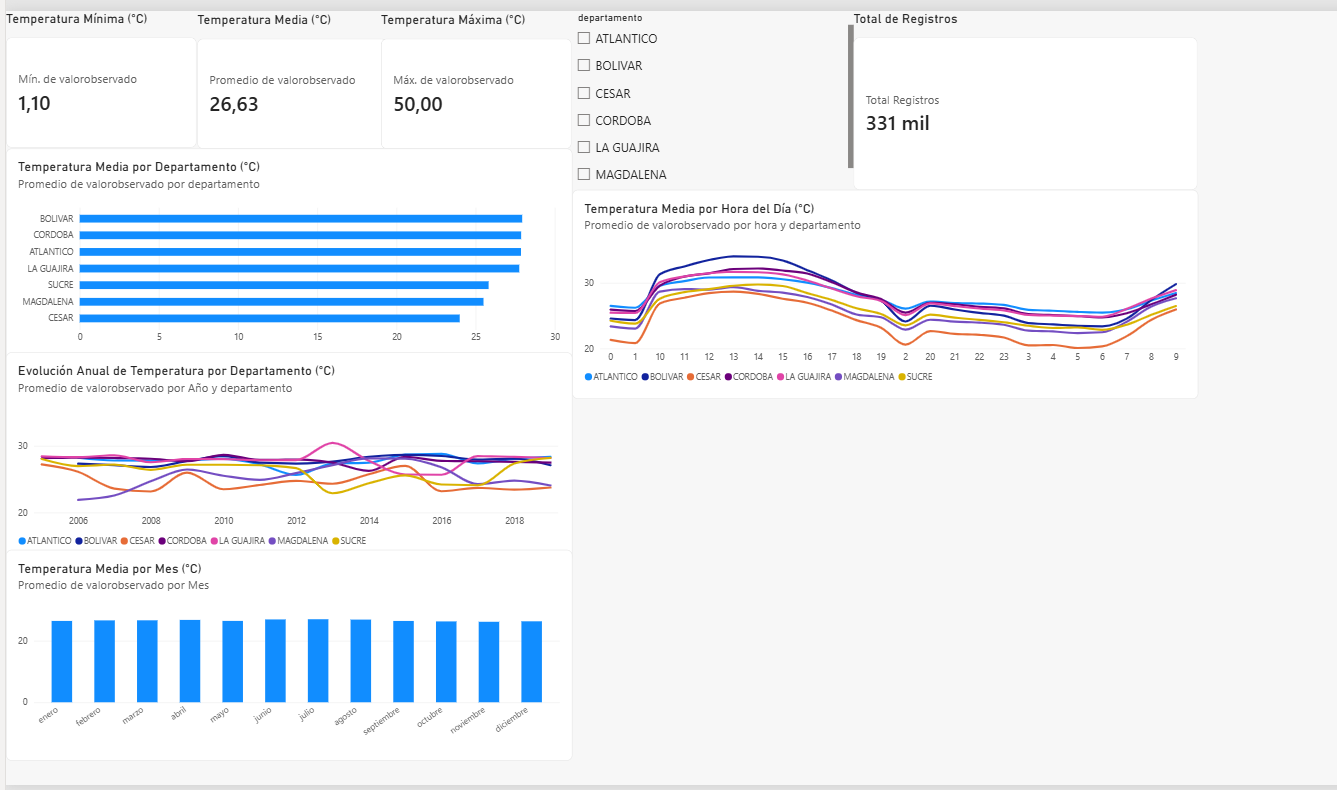 Temperatura Mínima (°C)
1,10
Mín. de valorobservado
Temperatura Media (°C)
Promedio de valorobservado
26,63
Temperatura Máxima (°C)
Máx. de valorobservado
50,00
departamento
ATLANTICO
BOLIVAR
CESAR
CORDOBA
LA GUAJIRA
MAGDALENA
Total de Registros
Total Registros
331 mil
Temperatura Media por Departamento (°C)
Promedio de valorobservado por departamento
BOLIVAR
CORDOBA
ATLANTICO
LA GUAJIRA
SUCRE
MAGDALENA
CESAR
0 5 10 15 20 25 30
Temperatura Media por Hora del Día (°C)
Promedio de valorobservado por hora y departamento
30
20
0 1 10 11 12 13 14 15 16 17 18 19 2 20 21 22 23 3 4 5 6 7 8 9
ATLANTICO BOLIVAR CESAR CORDOBA LA GUAJIRA MAGDALENA SUCRE
Evolución Anual de Temperatura por Departamento (°C)
Promedio de valorobservado por Año y departamento
30
20
2006 2008 2010 2012 2014 2016 2018
ATLANTICO BOLIVAR CESAR CORDOBA LA GUAJIRA MAGDALENA SUCRE
Temperatura Media por Mes (°C)
Promedio de valorobservado por Mes
20
0
enero febrero marzo abril mayo junio julio agosto septiembre octubre noviembre diciembre